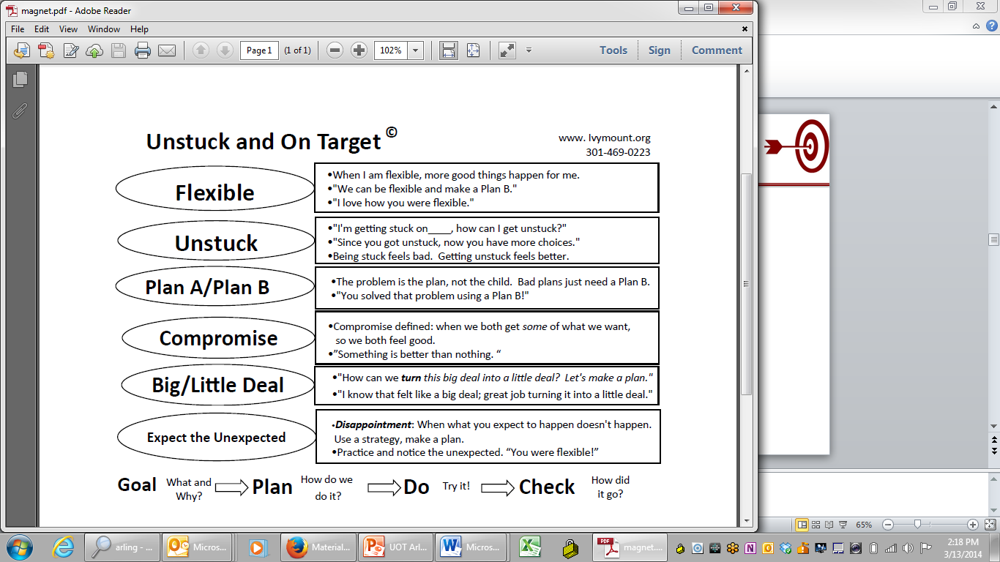 magnet.pdf - Adobe Reader
File Edit View Window Help
Page 1 (1 of 1) 102% Tools Sign Comment
Unstuck and On Target ©
www. Ivymount.org
301-469-0223
Flexible
•When I am flexible, more good things happen for me.
•"We can be flexible and make a Plan B."
•"I love how you were flexible."
Unstuck
•"I'm getting stuck on____, how can I get unstuck?"
•"Since you got unstuck, now you have more choices."
•Being stuck feels bad. Getting unstuck feels better.
Plan A/Plan B
•The problem is the plan, not the child. Bad plans just need a Plan B.
•"You solved that problem using a Plan B!"
Compromise
•Compromise defined: when we both get some of what we want,
so we both feel good.
•”Something is better than nothing. “
Big/Little Deal
•"How can we turn this big deal into a little deal? Let's make a plan."
•"I know that felt like a big deal; great job turning it into a little deal."
Expect the Unexpected
•Disappointment: When what you expect to happen doesn't happen.
Use a strategy, make a plan.
•Practice and notice the unexpected. “You were flexible!”
Goal What and Why? Plan How do we do it? Do Try it! Check How did it go?
65%
arling - ... Micros... Material... UOT Arl... Micros... magnet....
2:18 PM
3/13/2014